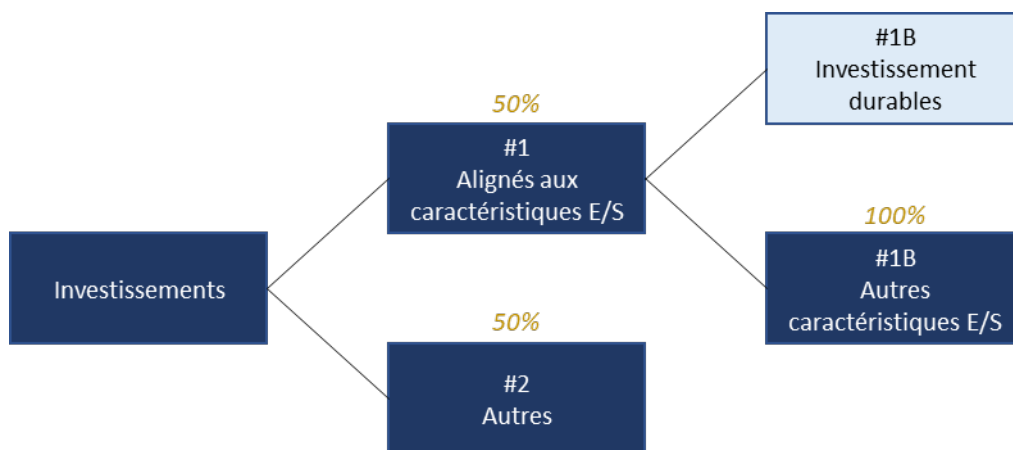 #1B
Investissement
durables
50%
#1
Alignés aux
caractéristiques E/S
100%
#1B
Autres
caractéristiques E/S
Investissements
50%
#2
Autres